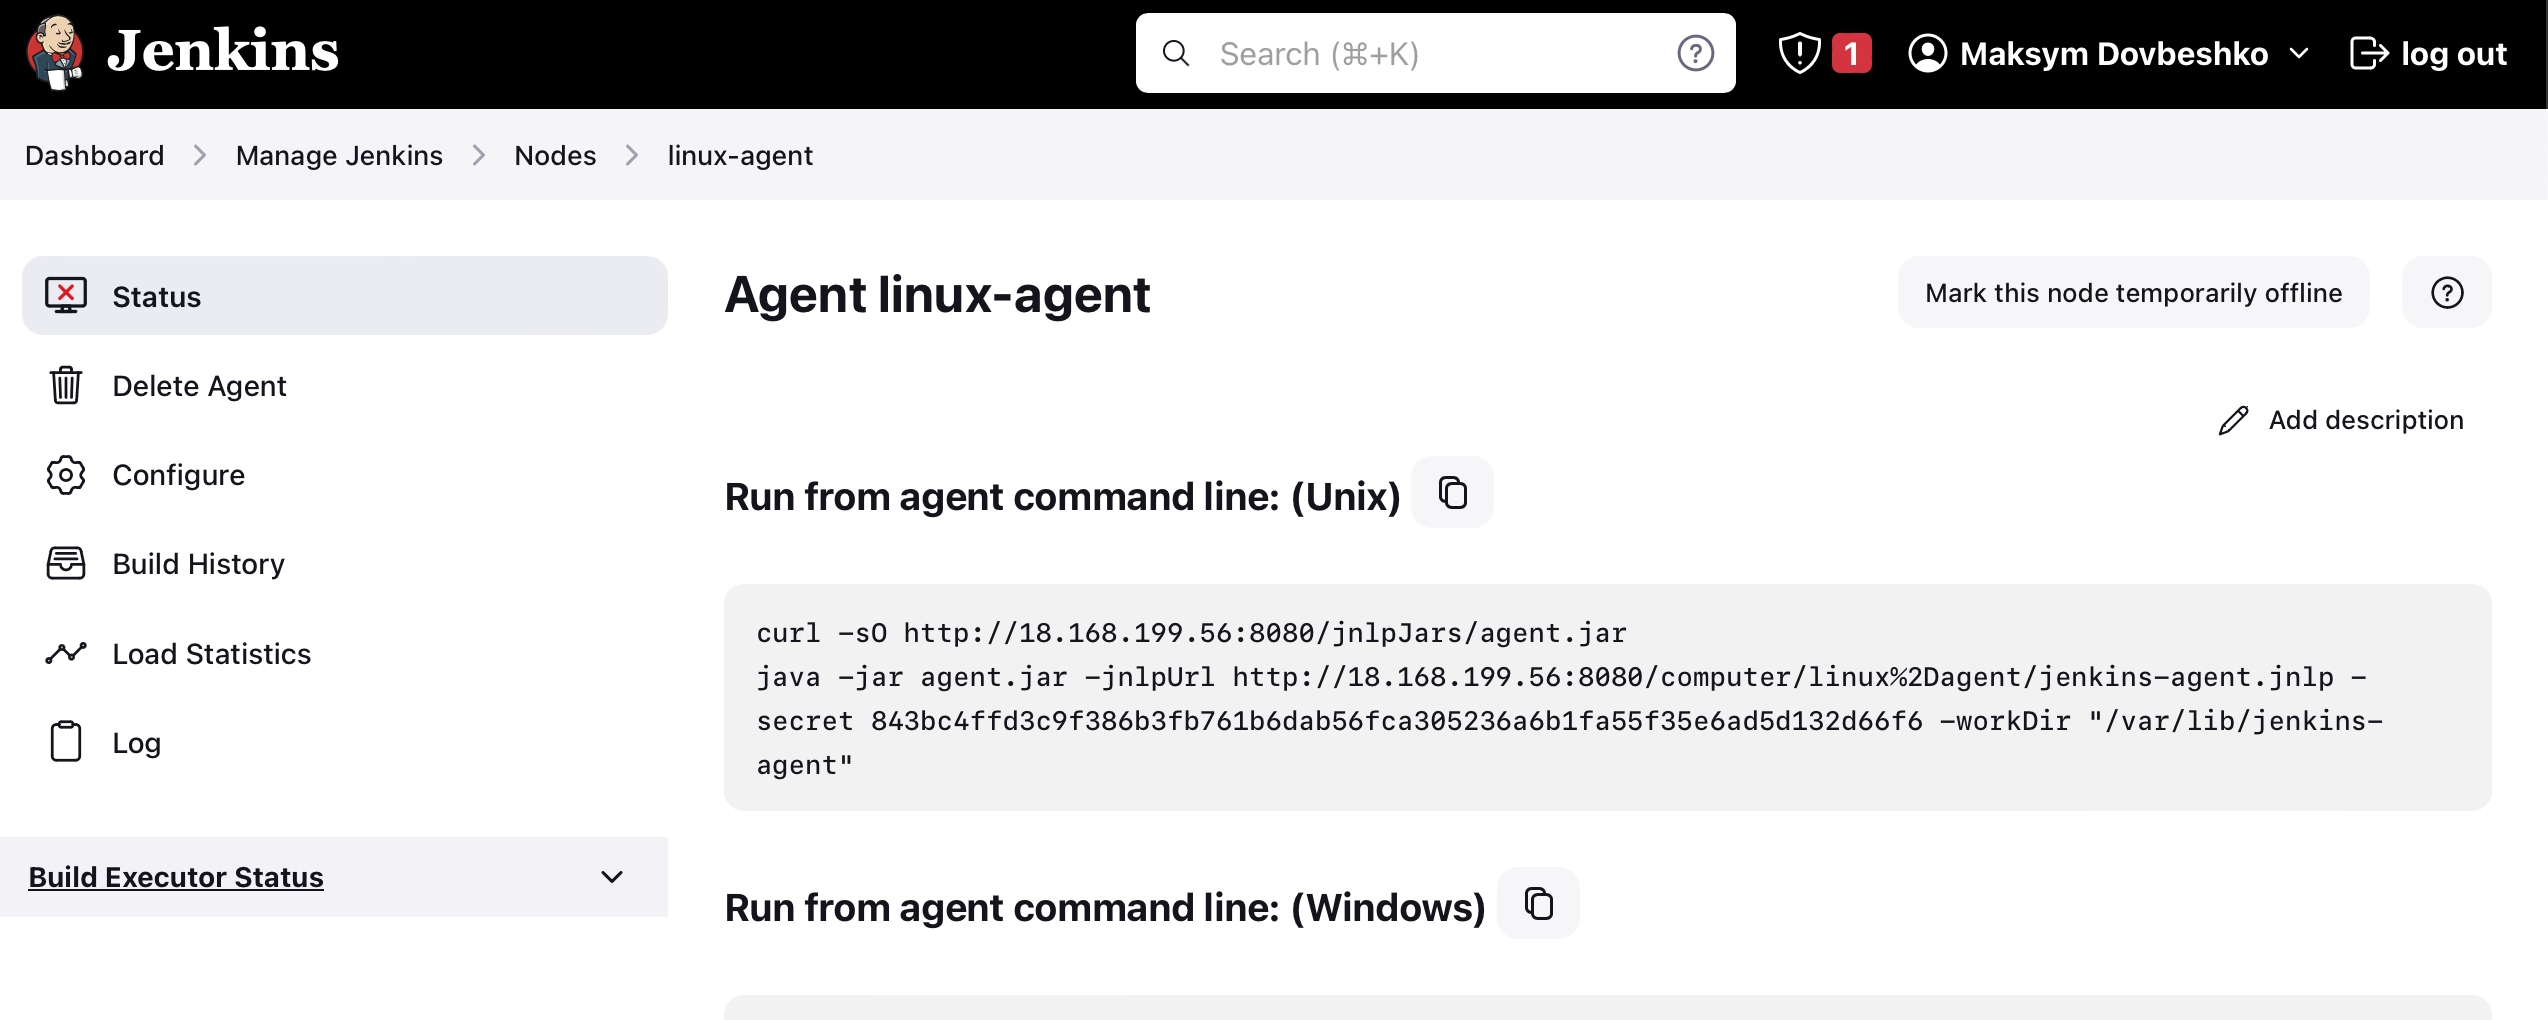 Jenkins
Search (⌘+K)
1
Maksym Dovbeshko
log out
Dashboard
Manage Jenkins
Nodes
linux-agent
Status
Delete Agent
Configure
Build History
Load Statistics
Log
Build Executor Status
Agent linux-agent
Mark this node temporarily offline
Add description
Run from agent command line: (Unix)
curl -sO http://18.168.199.56:8080/jnlpJars/agent.jar
java -jar agent.jar -jnlpUrl http://18.168.199.56:8080/computer/linux%2Dagent/jenkins-agent.jnlp -
secret 843bc4ffd3c9f386b3fb761b6dab56fca305236a6b1fa55f35e6ad5d132d66f6 -workDir "/var/lib/jenkins-
agent"
Run from agent command line: (Windows)